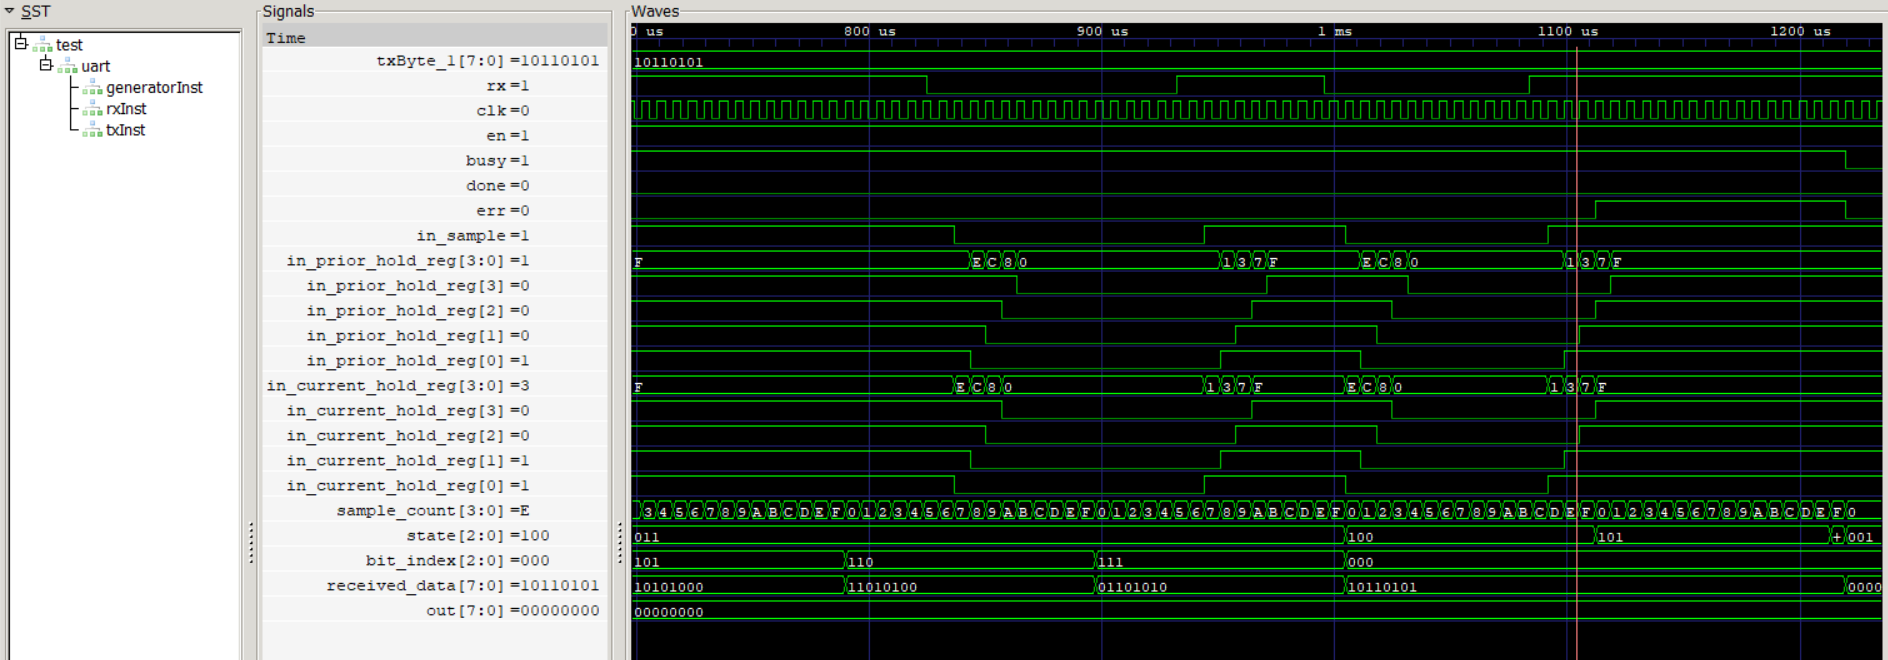 SST
test
uart
generatorInst
rxInst
txInst
Signals
Time
txByte_1[7:0] =10110101
rx =1
clk =0
en =1
busy =1
done =0
err =0
in_sample =1
in_prior_hold_reg[3:0] =1
in_prior_hold_reg[3] =0
in_prior_hold_reg[2] =0
in_prior_hold_reg[1] =0
in_prior_hold_reg[0] =1
in_current_hold_reg[3:0] =3
in_current_hold_reg[3] =0
in_current_hold_reg[2] =0
in_current_hold_reg[1] =1
in_current_hold_reg[0] =1
sample_count[3:0] =E
state[2:0] =100
bit_index[2:0] =000
received_data[7:0] =10110101
out[7:0] =00000000
Waves
0 us 800 us 900 us 1 ms 1100 us 1200 us
10110101
F E C 8 0 1 3 7 F E C 8 0 1 3 7 F
F E C 8 0 1 3 7 F E C 8 0 1 3 7 F
3 4 5 6 7 8 9 A B C D E F 0 1 2 3 4 5 6 7 8 9 A B C D E F 0 1 2 3 4 5 6 7 8 9 A B C D E F 0 1 2 3 4 5 6 7 8 9 A B C D E F 0 1 2 3 4 5 6 7 8 9 A B C D E F 0
011 100 101 + 001
101 110 111 000
10101000 11010100 01101010 10110101 0000
00000000